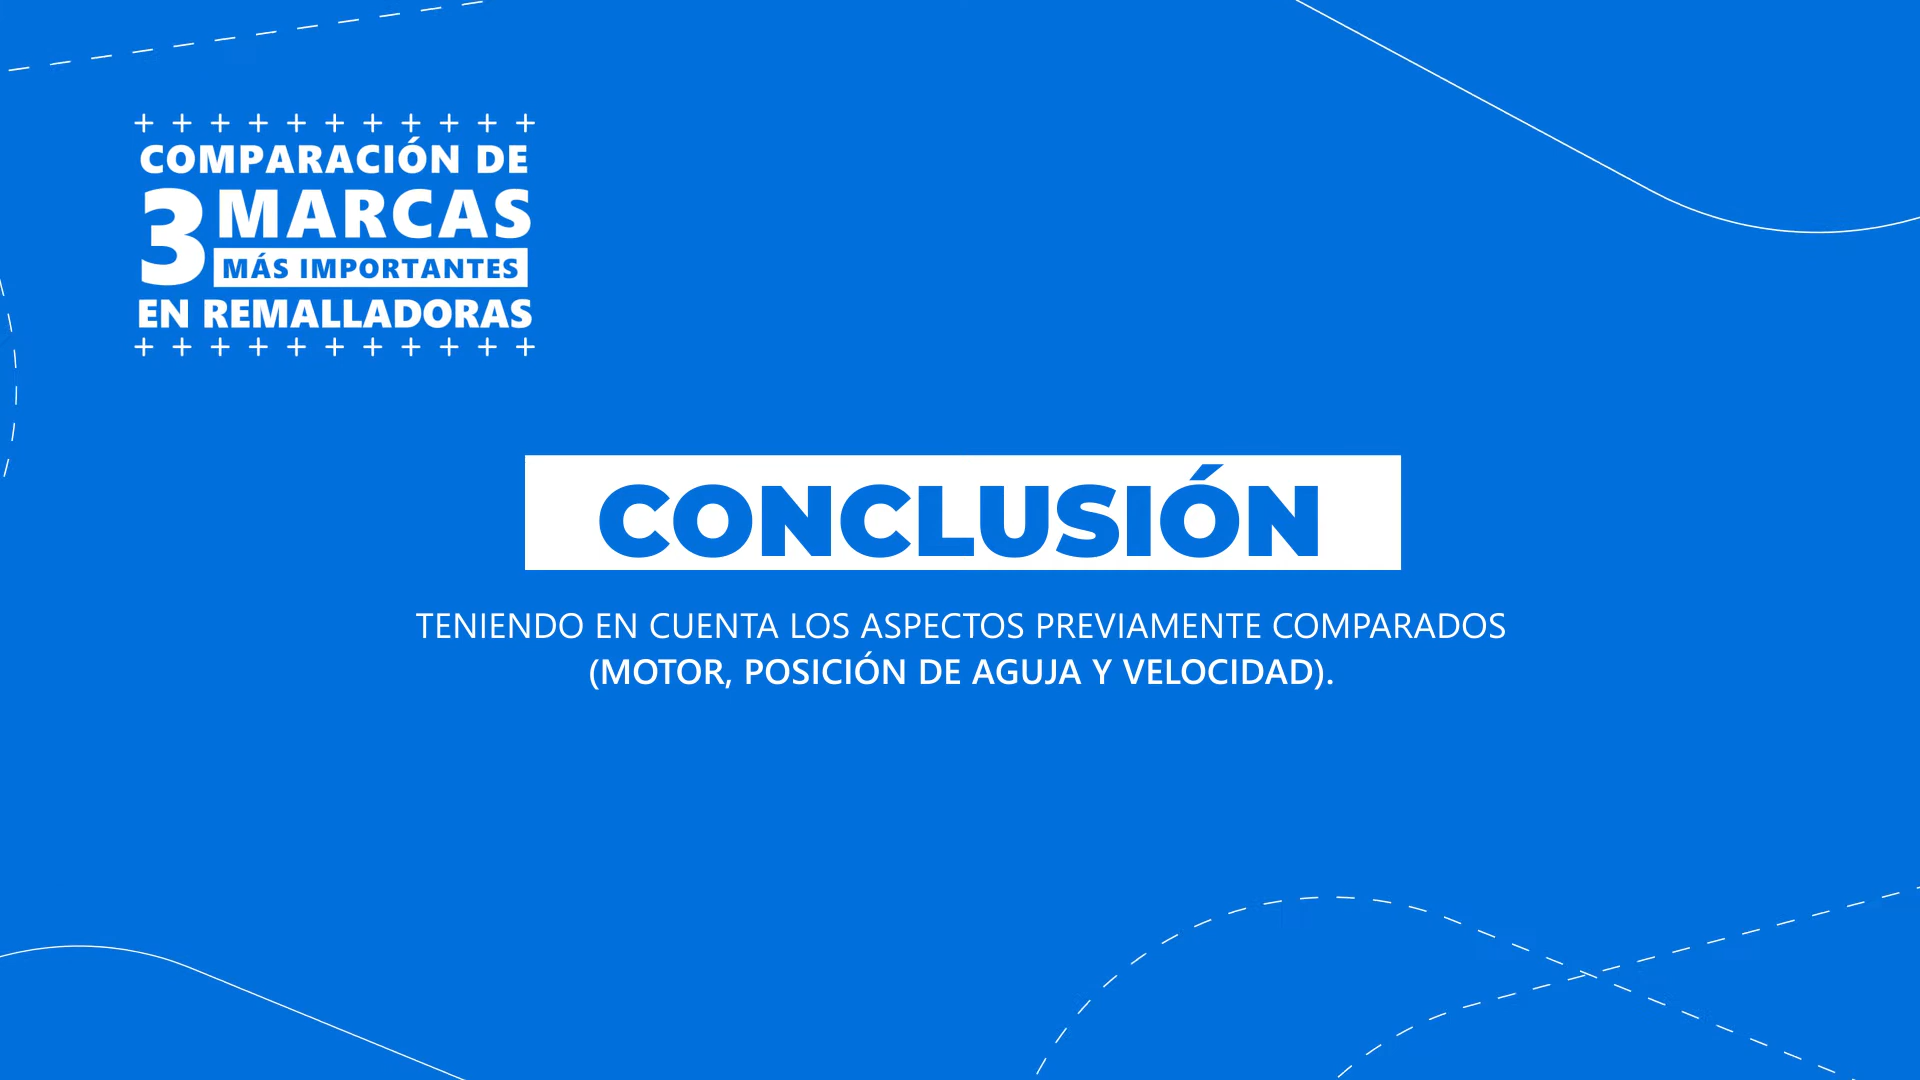 COMPARACIÓN DE
3 MARCAS
MÁS IMPORTANTES
EN REMALLADORAS
CONCLUSIÓN
TENIENDO EN CUENTA LOS ASPECTOS PREVIAMENTE COMPARADOS
(MOTOR, POSICIÓN DE AGUJA Y VELOCIDAD).